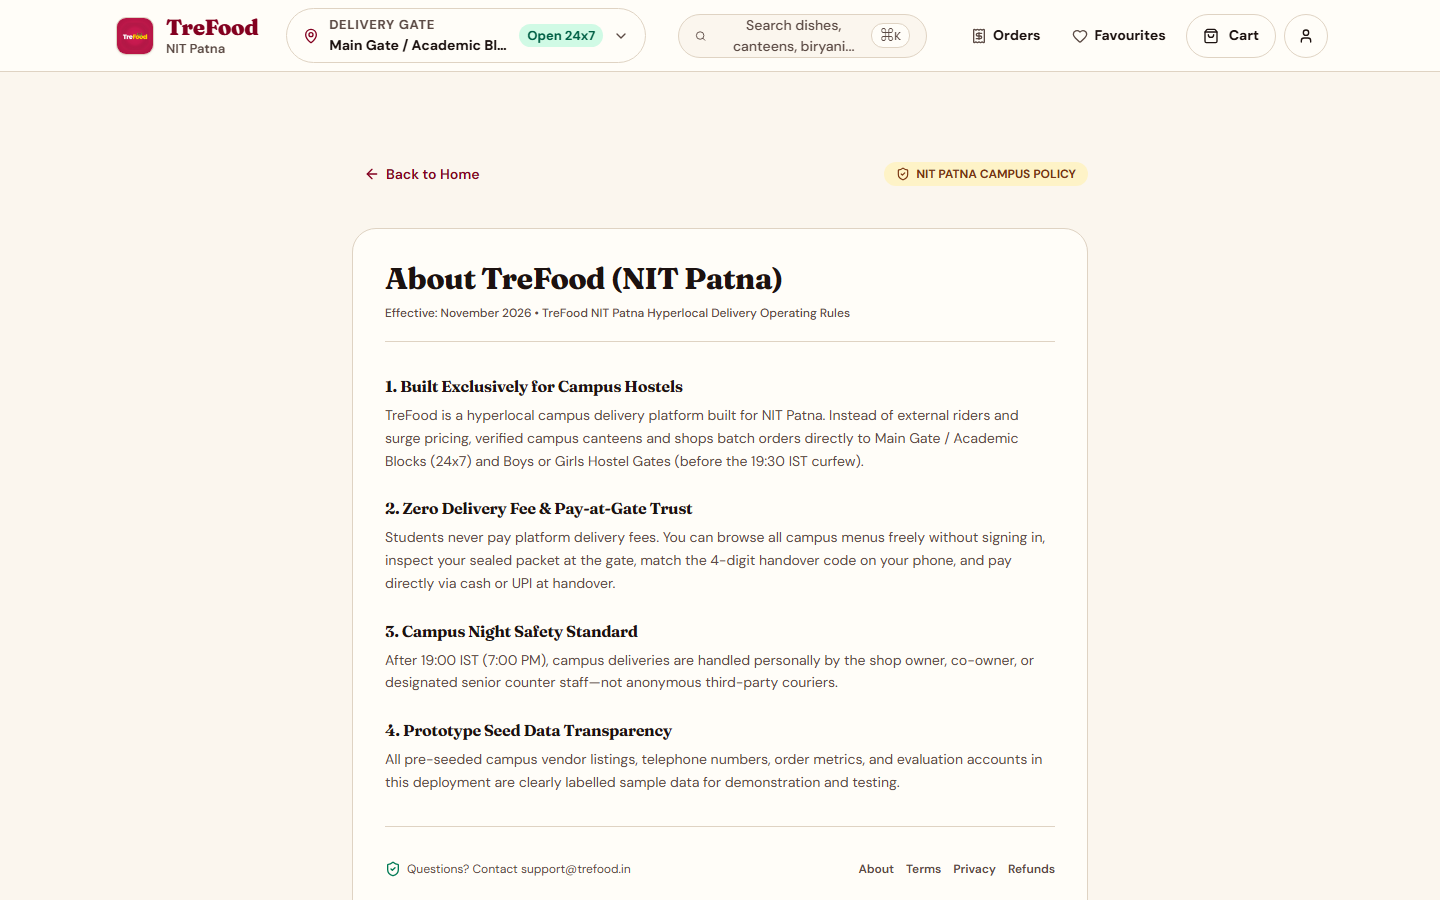 TreFood
TreFood
NIT Patna
DELIVERY GATE
Main Gate / Academic Bl...
Open 24x7
Search dishes,
canteens, biryani...
⌘K
Orders
Favourites
Cart
Back to Home
NIT PATNA CAMPUS POLICY
About TreFood (NIT Patna)
Effective: November 2026 • TreFood NIT Patna Hyperlocal Delivery Operating Rules
1. Built Exclusively for Campus Hostels
TreFood is a hyperlocal campus delivery platform built for NIT Patna. Instead of external riders and
surge pricing, verified campus canteens and shops batch orders directly to Main Gate / Academic
Blocks (24x7) and Boys or Girls Hostel Gates (before the 19:30 IST curfew).
2. Zero Delivery Fee & Pay-at-Gate Trust
Students never pay platform delivery fees. You can browse all campus menus freely without signing in,
inspect your sealed packet at the gate, match the 4-digit handover code on your phone, and pay
directly via cash or UPI at handover.
3. Campus Night Safety Standard
After 19:00 IST (7:00 PM), campus deliveries are handled personally by the shop owner, co-owner, or
designated senior counter staff—not anonymous third-party couriers.
4. Prototype Seed Data Transparency
All pre-seeded campus vendor listings, telephone numbers, order metrics, and evaluation accounts in
this deployment are clearly labelled sample data for demonstration and testing.
Questions? Contact support@trefood.in
About Terms Privacy Refunds